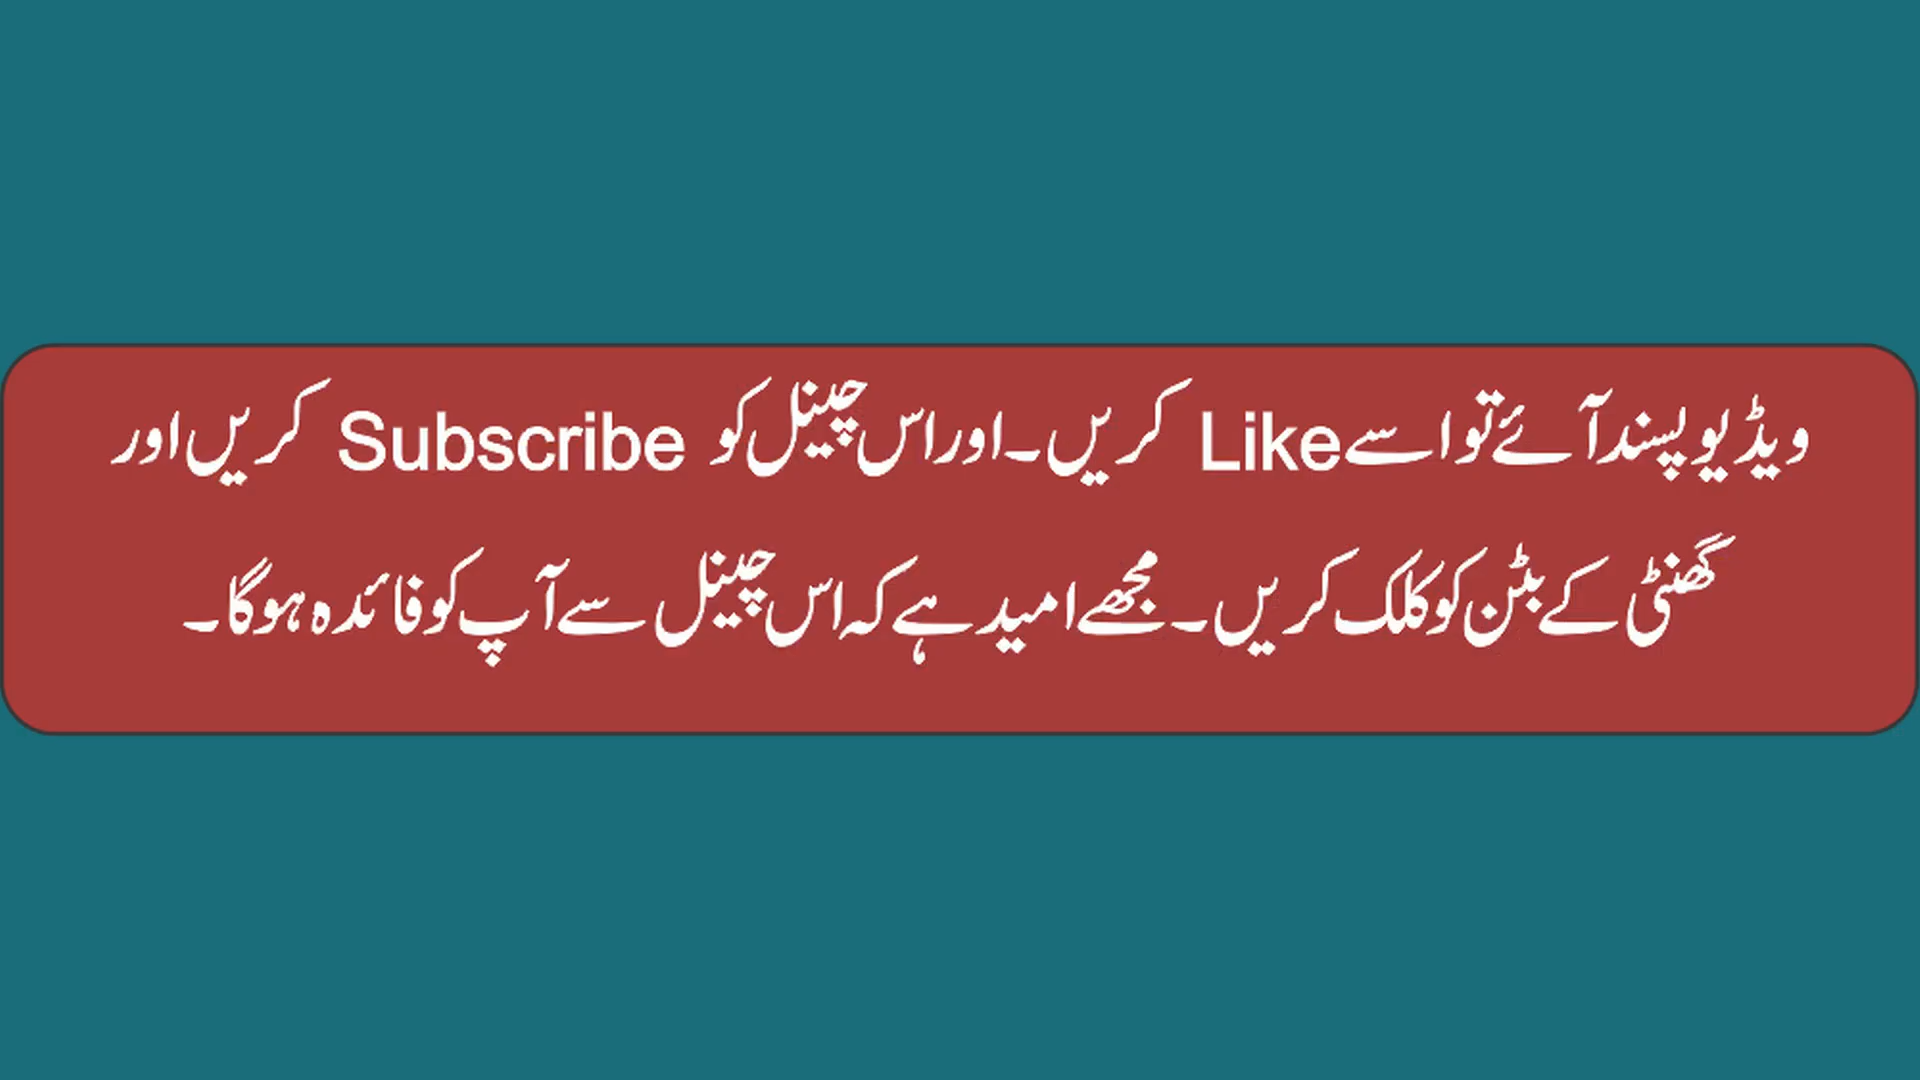 ویڈیو پسند آئے تو اسے Like کریں۔ اور اس چینل کو Subscribe کریں اور
گھنٹی کے بٹن کو کلک کریں۔ مجھے امید ہے کہ اس چینل سے آپ کو فائدہ ہوگا۔